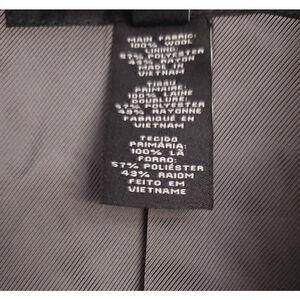 MAIN FABRIC:
100% WOOL
LINING:
57% POLYESTER
43% RAYON
MADE IN
VIETNAM
TISSU
PRIMAIRE:
100% LAINE
DOUBLURE:
57% POLYESTER
43% RAYONNE
FABRIQUÉ EN
VIETNAM
TECIDO
PRIMÁRIA:
100% LÃ
FORRO:
57% POLIÉSTER
43% RAIOM
FEITO EM
VIETNAME